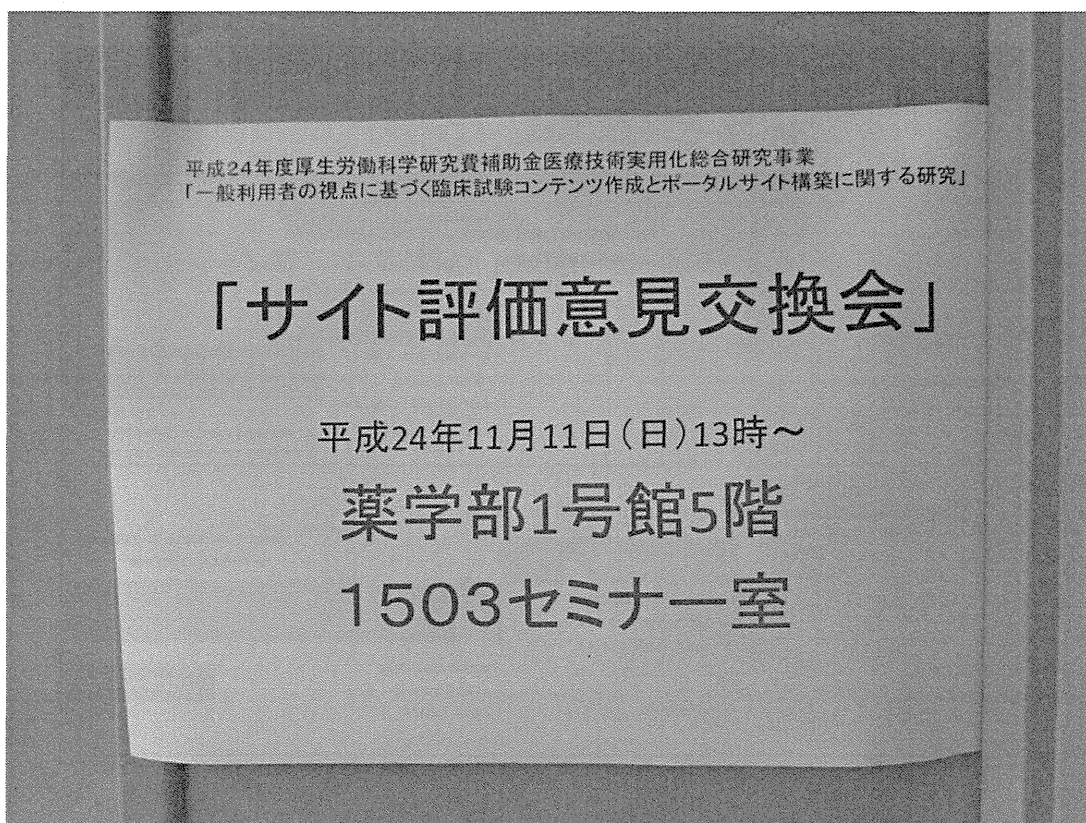 平成24年度厚生労働科学研究費補助金医療技術実用化総合研究事業
「一般利用者の視点に基づく臨床試験コンテンツ作成とポータルサイト構築に関する研究」
「サイト評価意見交換会」
平成24年11月11日(日)13時～
薬学部1号館5階
1503セミナー室